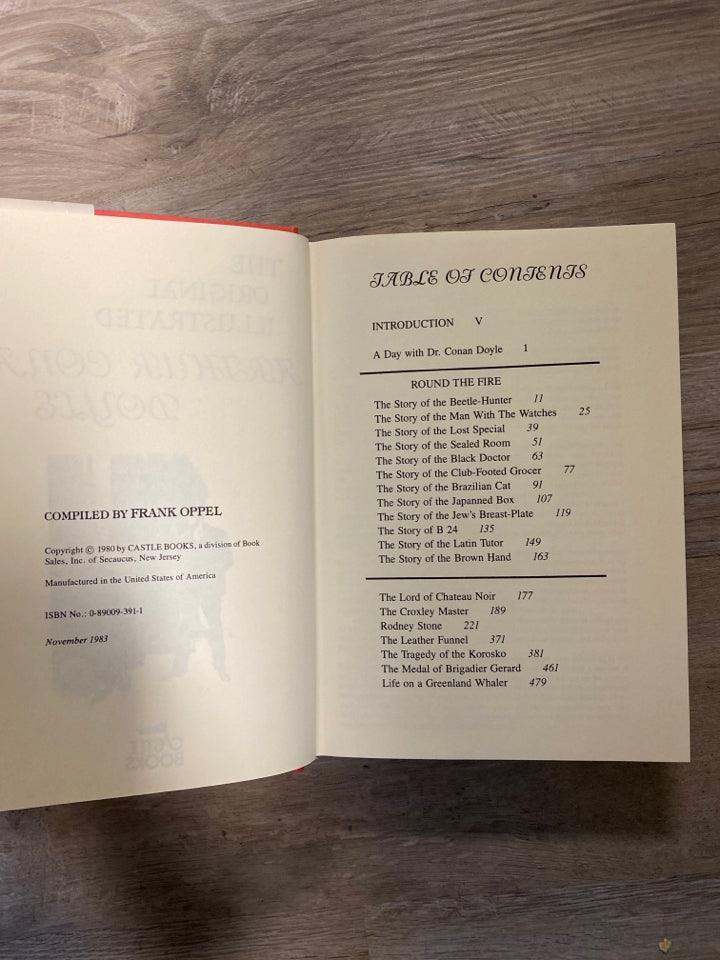 COMPILED BY FRANK OPPEL
Copyright © 1980 by CASTLE BOOKS, a division of Book
Sales, Inc. of Secaucus, New Jersey
Manufactured in the United States of America
ISBN No.: 0-89009-391-1
November 1983
TABLE OF CONTENTS
INTRODUCTION V
A Day with Dr. Conan Doyle 1
ROUND THE FIRE
The Story of the Beetle-Hunter 11
The Story of the Man With The Watches 25
The Story of the Lost Special 39
The Story of the Sealed Room 51
The Story of the Black Doctor 63
The Story of the Club-Footed Grocer 77
The Story of the Brazilian Cat 91
The Story of the Japanned Box 107
The Story of the Jew's Breast-Plate 119
The Story of B 24 135
The Story of the Latin Tutor 149
The Story of the Brown Hand 163
The Lord of Chateau Noir 177
The Croxley Master 189
Rodney Stone 221
The Leather Funnel 371
The Tragedy of the Korosko 381
The Medal of Brigadier Gerard 461
Life on a Greenland Whaler 479